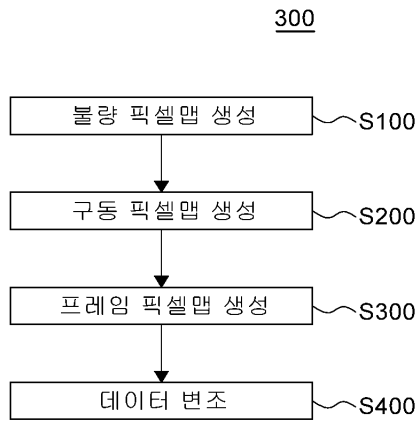 300
불량 픽셀맵 생성
S100
구동 픽셀맵 생성
S200
프레임 픽셀맵 생성
S300
데이터 변조
S400